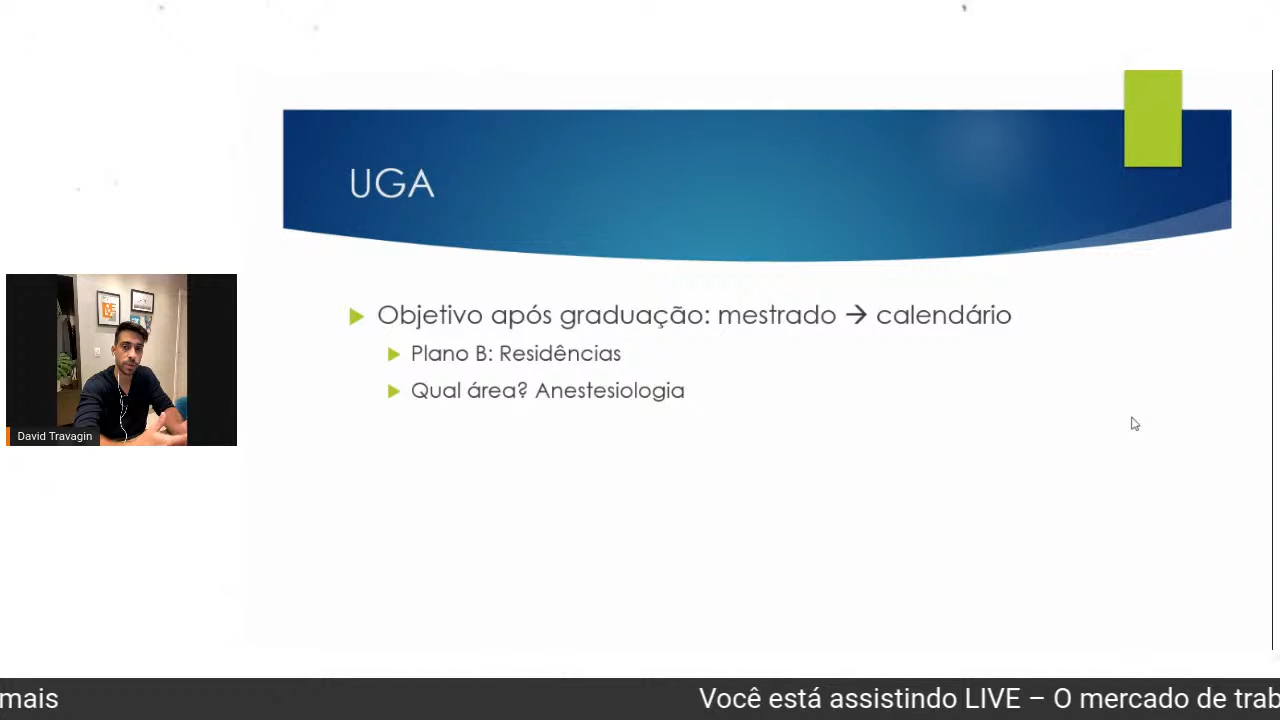 UGA
Objetivo após graduação: mestrado → calendário
Plano B: Residências
Qual área? Anestesiologia
David Travagin
mais
Você está assistindo LIVE – O mercado de trab